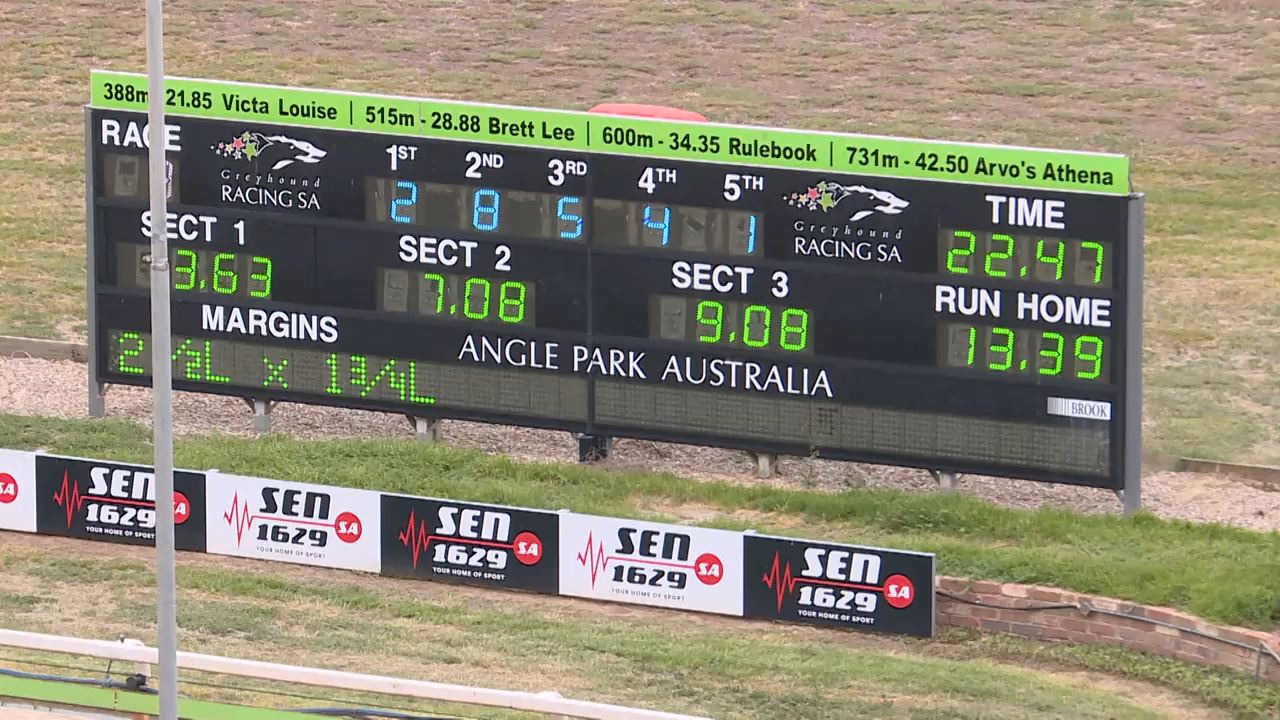 388m 21.85 Victa Louise | 515m - 28.88 Brett Lee | 600m - 34.35 Rulebook | 731m - 42.50 Arvo's Athena
RACE
Greyhound
RACING SA
1ST 2ND 3RD 4TH 5TH
2 8 5 4 1
Greyhound
RACING SA
TIME
22.47
SECT 1
3.63
SECT 2
7.08
SECT 3
9.08
RUN HOME
13.39
MARGINS
2 ½L x 1¾L
ANGLE PARK AUSTRALIA
BROOK
SA
SEN
1629 SA
YOUR HOME OF SPORT
SEN
1629 SA
YOUR HOME OF SPORT
SEN
1629 SA
YOUR HOME OF SPORT
SEN
1629 SA
YOUR HOME OF SPORT
SEN
1629 SA
YOUR HOME OF SPORT